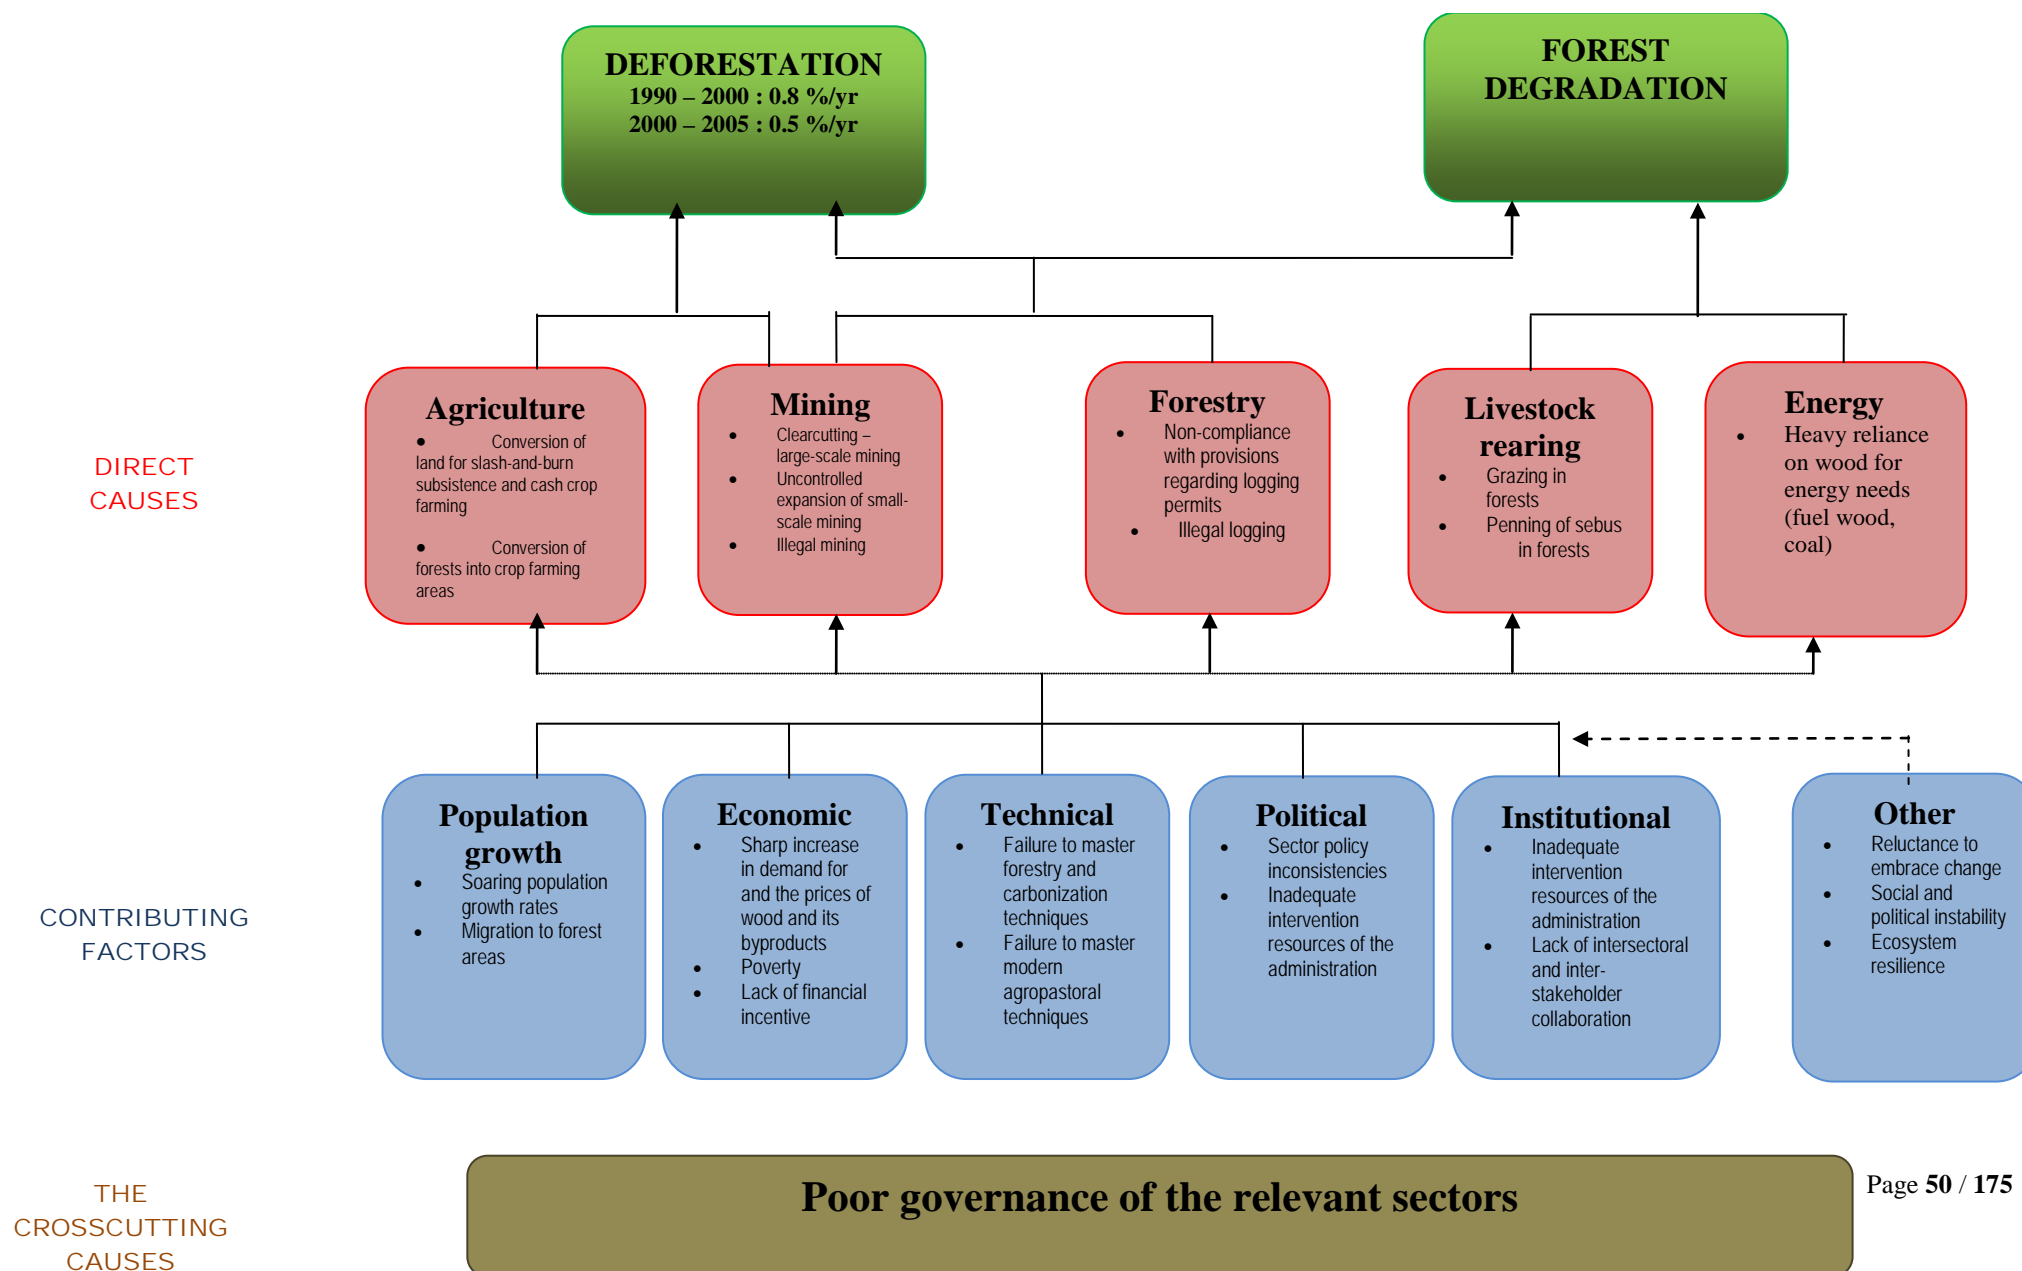 DEFORESTATION
1990 – 2000 : 0.8 %/yr
2000 – 2005 : 0.5 %/yr
FOREST
DEGRADATION
DIRECT
CAUSES
Agriculture
• Conversion of
land for slash-and-burn
subsistence and cash crop
farming
• Conversion of
forests into crop farming
areas
Mining
• Clearcutting –
large-scale mining
• Uncontrolled
expansion of small-
scale mining
• Illegal mining
Forestry
• Non-compliance
with provisions
regarding logging
permits
• Illegal logging
Livestock
rearing
• Grazing in
forests
• Penning of sebus
in forests
Energy
• Heavy reliance
on wood for
energy needs
(fuel wood,
coal)
CONTRIBUTING
FACTORS
Population
growth
• Soaring population
growth rates
• Migration to forest
areas
Economic
• Sharp increase
in demand for
and the prices of
wood and its
byproducts
• Poverty
• Lack of financial
incentive
Technical
• Failure to master
forestry and
carbonization
techniques
• Failure to master
modern
agropastoral
techniques
Political
• Sector policy
inconsistencies
• Inadequate
intervention
resources of the
administration
Institutional
• Inadequate
intervention
resources of the
administration
• Lack of intersectoral
and inter-
stakeholder
collaboration
Other
• Reluctance to
embrace change
• Social and
political instability
• Ecosystem
resilience
THE
CROSSCUTTING
CAUSES
Poor governance of the relevant sectors
Page 50 / 175